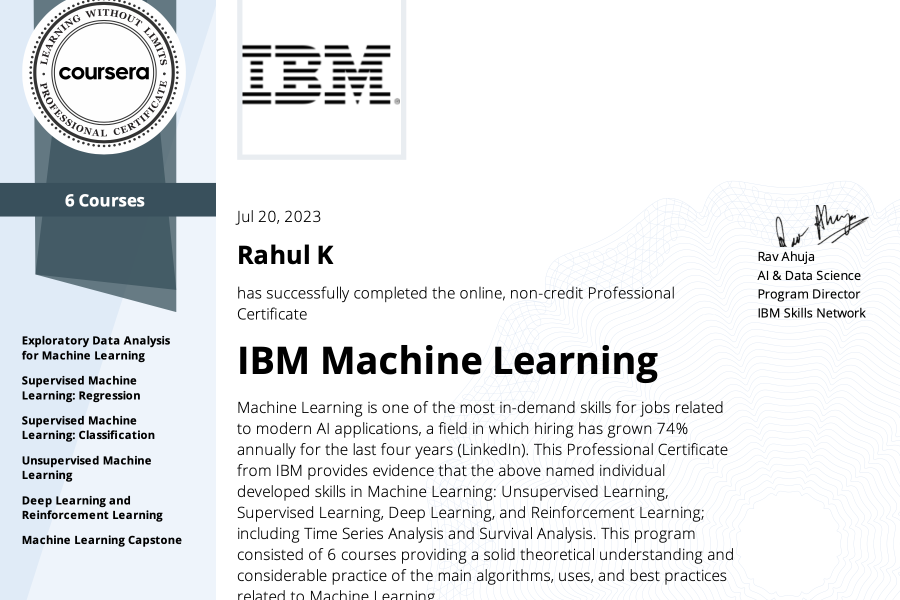 LEARNING WITHOUT LIMITS
coursera
PROFESSIONAL CERTIFICATE
6 Courses
Exploratory Data Analysis
for Machine Learning
Supervised Machine
Learning: Regression
Supervised Machine
Learning: Classification
Unsupervised Machine
Learning
Deep Learning and
Reinforcement Learning
Machine Learning Capstone
IBM®
Jul 20, 2023
Rahul K
has successfully completed the online, non-credit Professional
Certificate
IBM Machine Learning
Machine Learning is one of the most in-demand skills for jobs related
to modern AI applications, a field in which hiring has grown 74%
annually for the last four years (LinkedIn). This Professional Certificate
from IBM provides evidence that the above named individual
developed skills in Machine Learning: Unsupervised Learning,
Supervised Learning, Deep Learning, and Reinforcement Learning;
including Time Series Analysis and Survival Analysis. This program
consisted of 6 courses providing a solid theoretical understanding and
considerable practice of the main algorithms, uses, and best practices
related to Machine Learning.
Rav Ahuja
Rav Ahuja
AI & Data Science
Program Director
IBM Skills Network